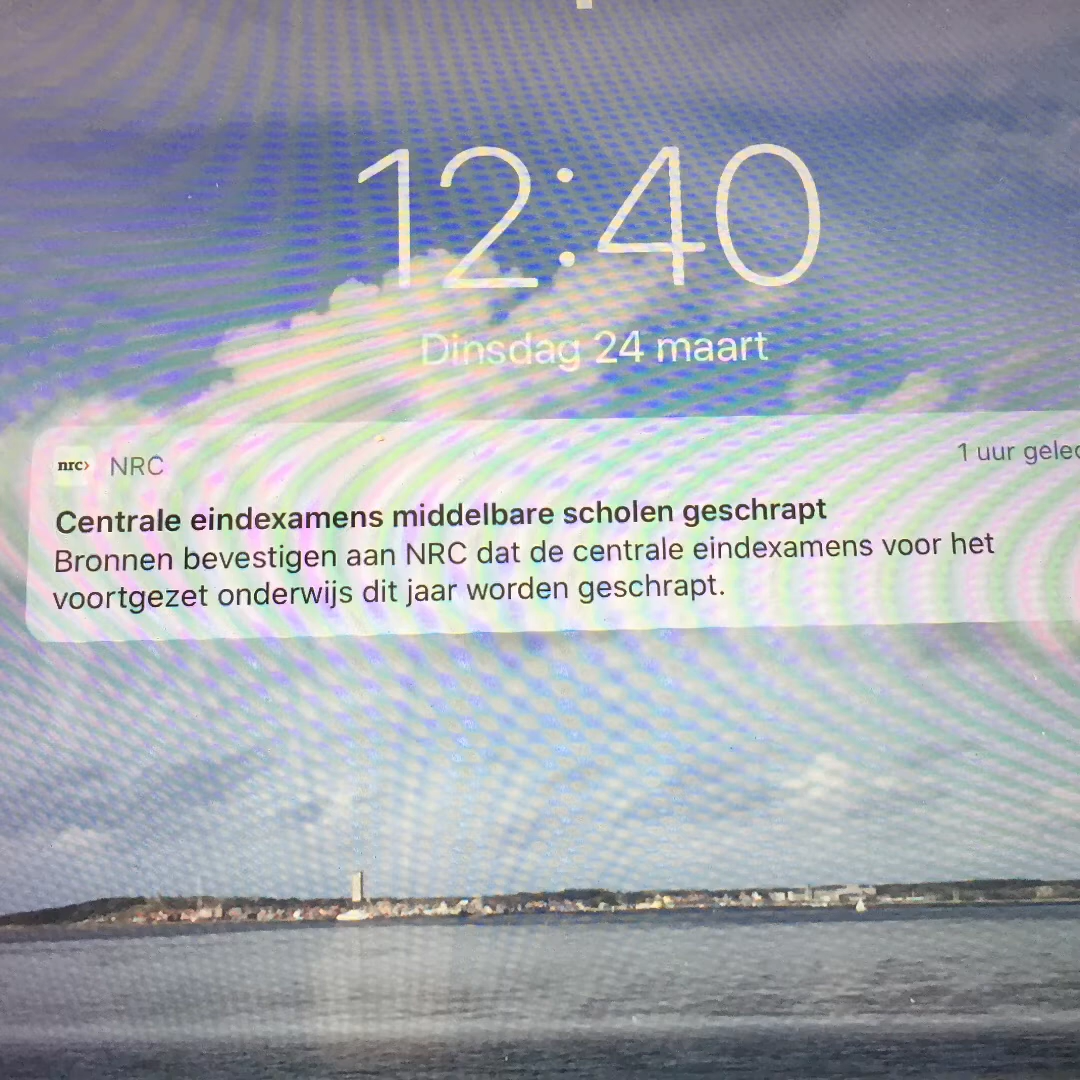 12:40
Dinsdag 24 maart
nrc> NRC
1 uur
Centrale eindexamens middelbare scholen geschrapt
Bronnen bevestigen aan NRC dat de centrale eindexamens voor het
voortgezet onderwijs dit jaar worden geschrapt.